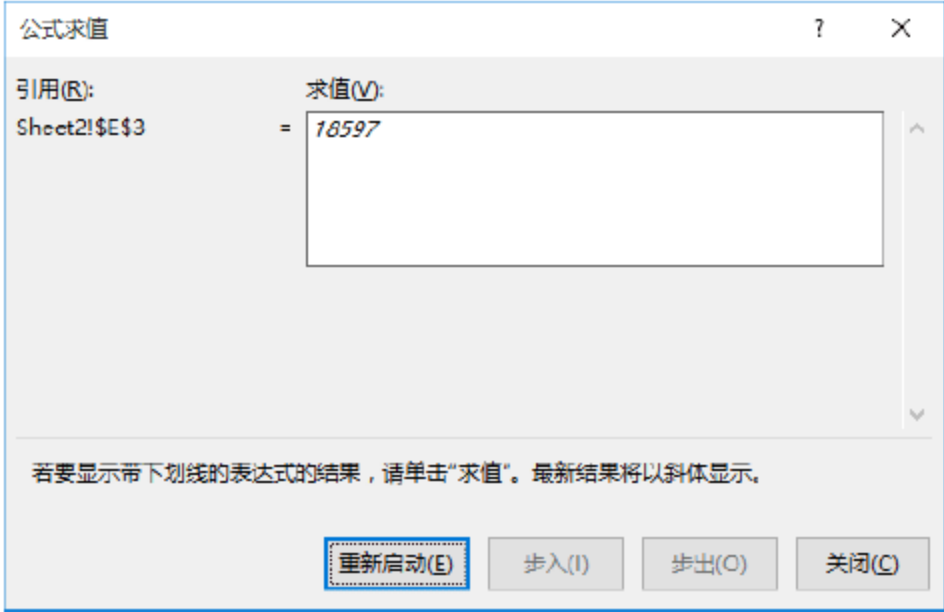 公式求值
? ×
引用(R): 求值(V):
Sheet2!$E$3 = 18597
若要显示带下划线的表达式的结果，请单击“求值”。最新结果将以斜体显示。
重新启动(E) 步入(I) 步出(O) 关闭(C)